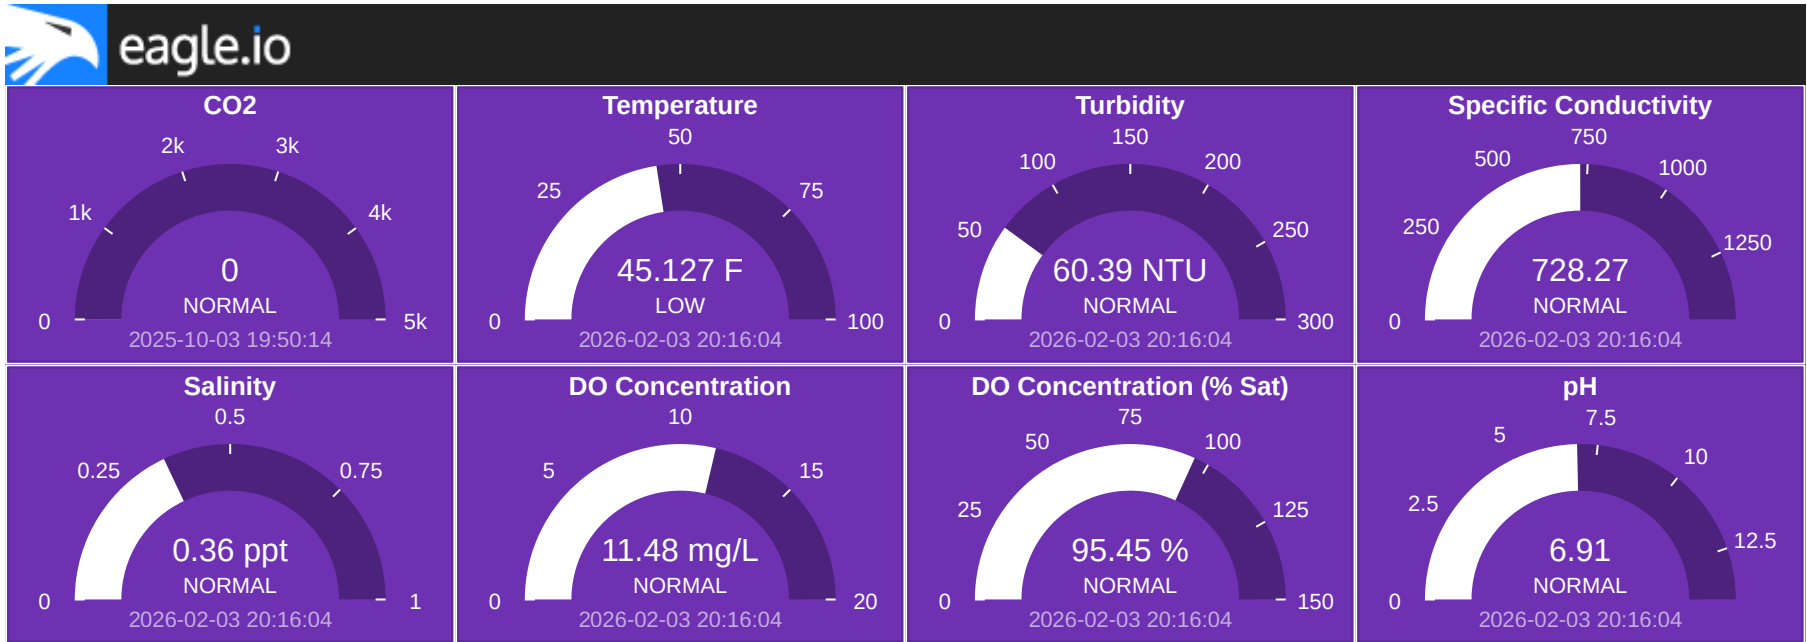 eagle.io
CO2
0
1k
2k
3k
4k
5k
0
NORMAL
2025-10-03 19:50:14
Temperature
0
25
50
75
100
45.127 F
LOW
2026-02-03 20:16:04
Turbidity
0
50
100
150
200
250
300
60.39 NTU
NORMAL
2026-02-03 20:16:04
Specific Conductivity
0
250
500
750
1000
1250
728.27
NORMAL
2026-02-03 20:16:04
Salinity
0
0.25
0.5
0.75
1
0.36 ppt
NORMAL
2026-02-03 20:16:04
DO Concentration
0
5
10
15
20
11.48 mg/L
NORMAL
2026-02-03 20:16:04
DO Concentration (% Sat)
0
25
50
75
100
125
150
95.45 %
NORMAL
2026-02-03 20:16:04
pH
0
2.5
5
7.5
10
12.5
6.91
NORMAL
2026-02-03 20:16:04